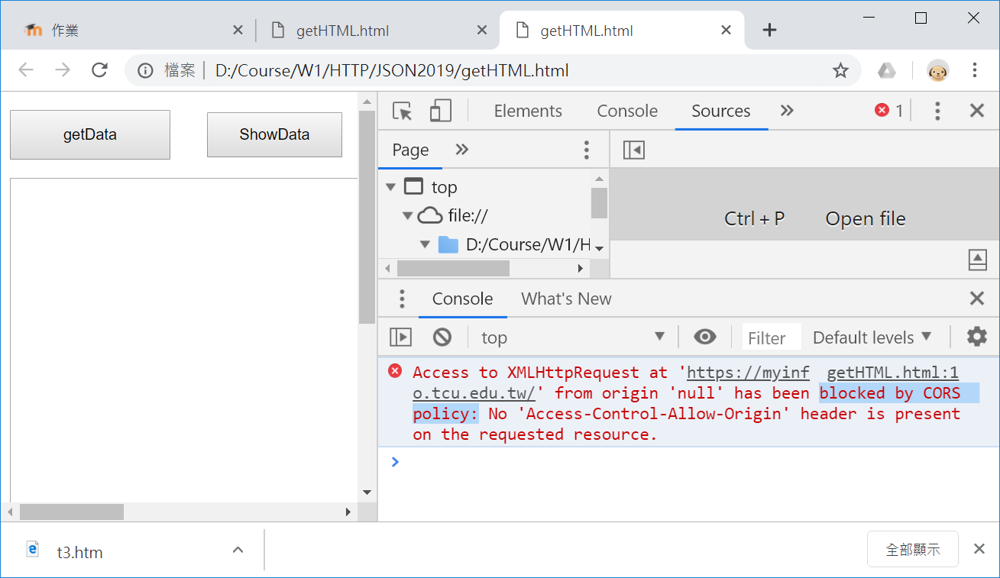 作業
getHTML.html
getHTML.html
檔案 D:/Course/W1/HTTP/JSON2019/getHTML.html
getData
ShowData
Elements Console Sources 1
Page
top
file://
D:/Course/W1/H
Ctrl + P Open file
Console What's New
top Filter Default levels
Access to XMLHttpRequest at 'https://myinf getHTML.html:1
o.tcu.edu.tw/' from origin 'null' has been blocked by CORS
policy: No 'Access-Control-Allow-Origin' header is present
on the requested resource.
t3.htm
全部顯示